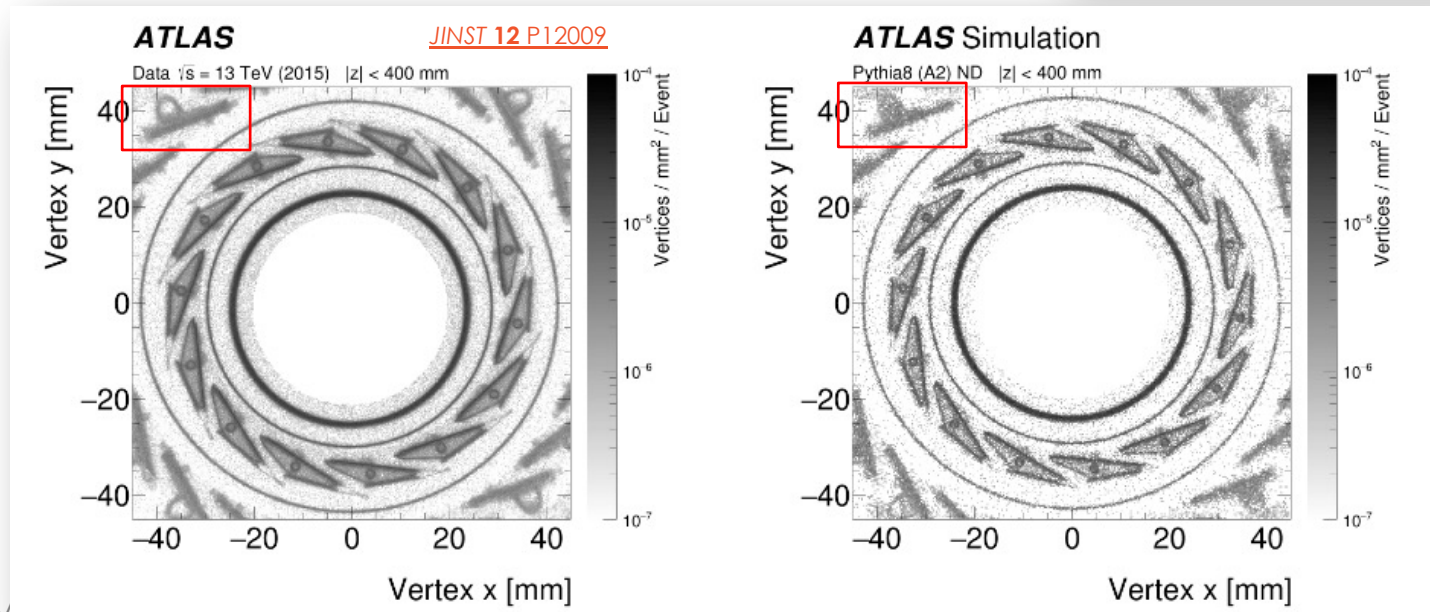 ATLAS
JINST 12 P12009
Data √s = 13 TeV (2015) |z| < 400 mm
Vertex y [mm]
40
20
0
−20
−40
−40 −20 0 20 40
Vertex x [mm]
10⁻⁴
10⁻⁵
10⁻⁶
10⁻⁷
Vertices / mm² / Event
ATLAS Simulation
Pythia8 (A2) ND |z| < 400 mm
Vertex y [mm]
40
20
0
−20
−40
−40 −20 0 20 40
Vertex x [mm]
10⁻⁴
10⁻⁵
10⁻⁶
10⁻⁷
Vertices / mm² / Event